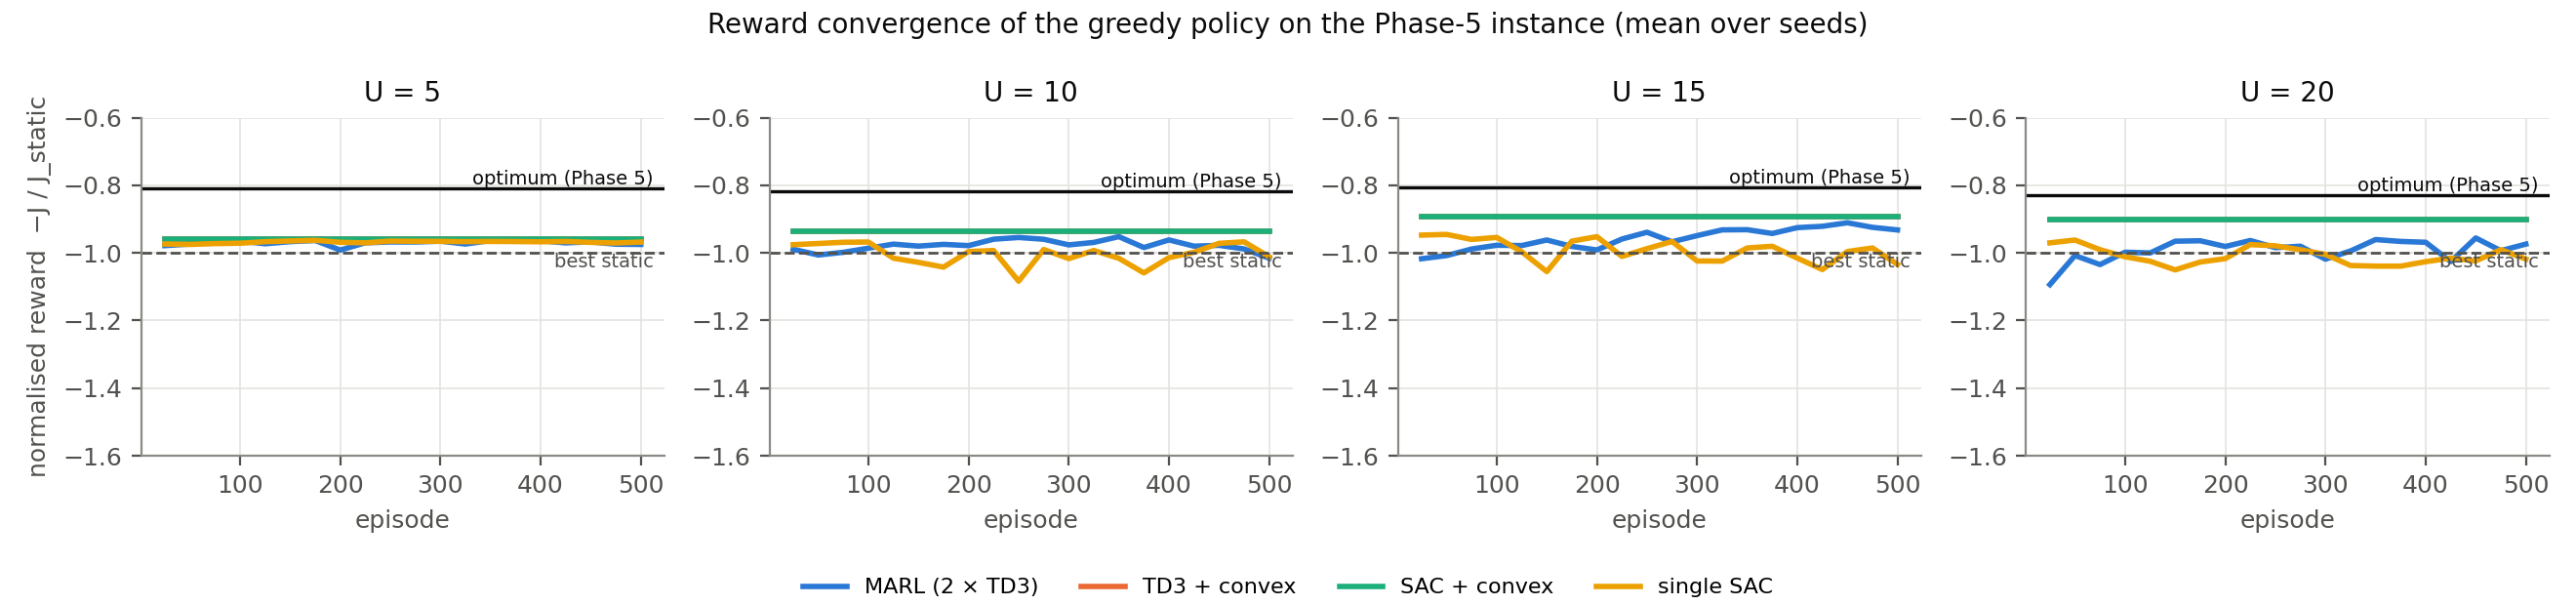 Reward convergence of the greedy policy on the Phase-5 instance (mean over seeds)
normalised reward −J / J_static
U = 5
−0.6
−0.8
−1.0
−1.2
−1.4
−1.6
optimum (Phase 5)
best static
100 200 300 400 500
episode
U = 10
−0.6
−0.8
−1.0
−1.2
−1.4
−1.6
optimum (Phase 5)
best static
100 200 300 400 500
episode
U = 15
−0.6
−0.8
−1.0
−1.2
−1.4
−1.6
optimum (Phase 5)
best static
100 200 300 400 500
episode
U = 20
−0.6
−0.8
−1.0
−1.2
−1.4
−1.6
optimum (Phase 5)
best static
100 200 300 400 500
episode
MARL (2 × TD3) TD3 + convex SAC + convex single SAC